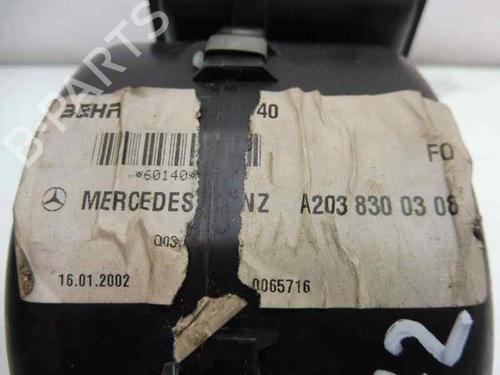 BEHR 40
*60140* FO
MERCEDES NZ A203 830 03 08
003
16.01.2002 0065716
B-PARTS